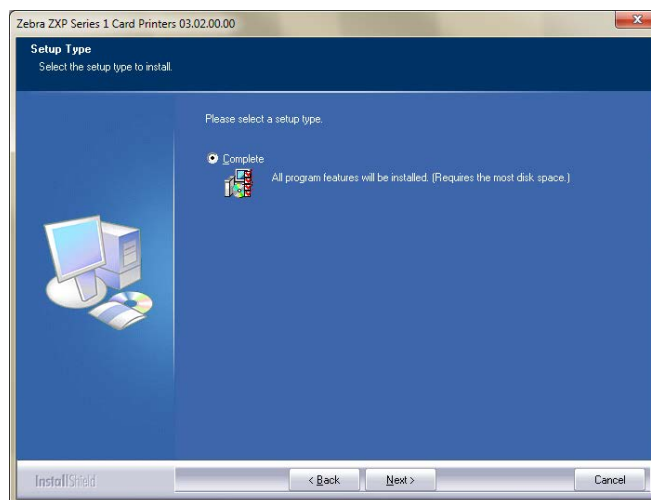 Zebra ZXP Series 1 Card Printers 03.02.00.00
Setup Type
Select the setup type to install.
Please select a setup type.
Complete
All program features will be installed. (Requires the most disk space.)
InstallShield
< Back
Next >
Cancel